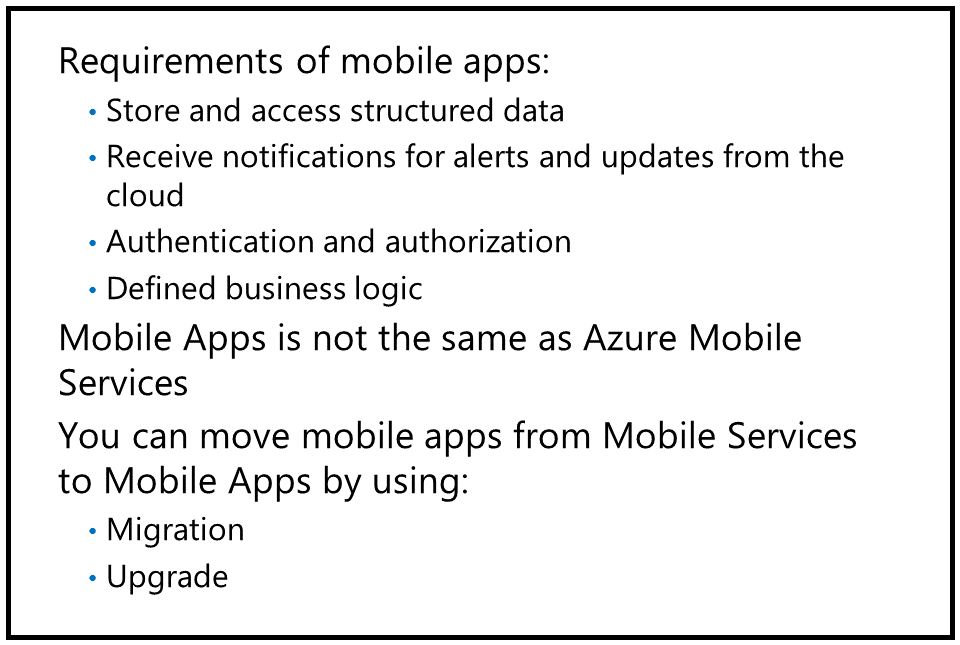 Requirements of mobile apps:
• Store and access structured data
• Receive notifications for alerts and updates from the
cloud
• Authentication and authorization
• Defined business logic
Mobile Apps is not the same as Azure Mobile
Services
You can move mobile apps from Mobile Services
to Mobile Apps by using:
• Migration
• Upgrade